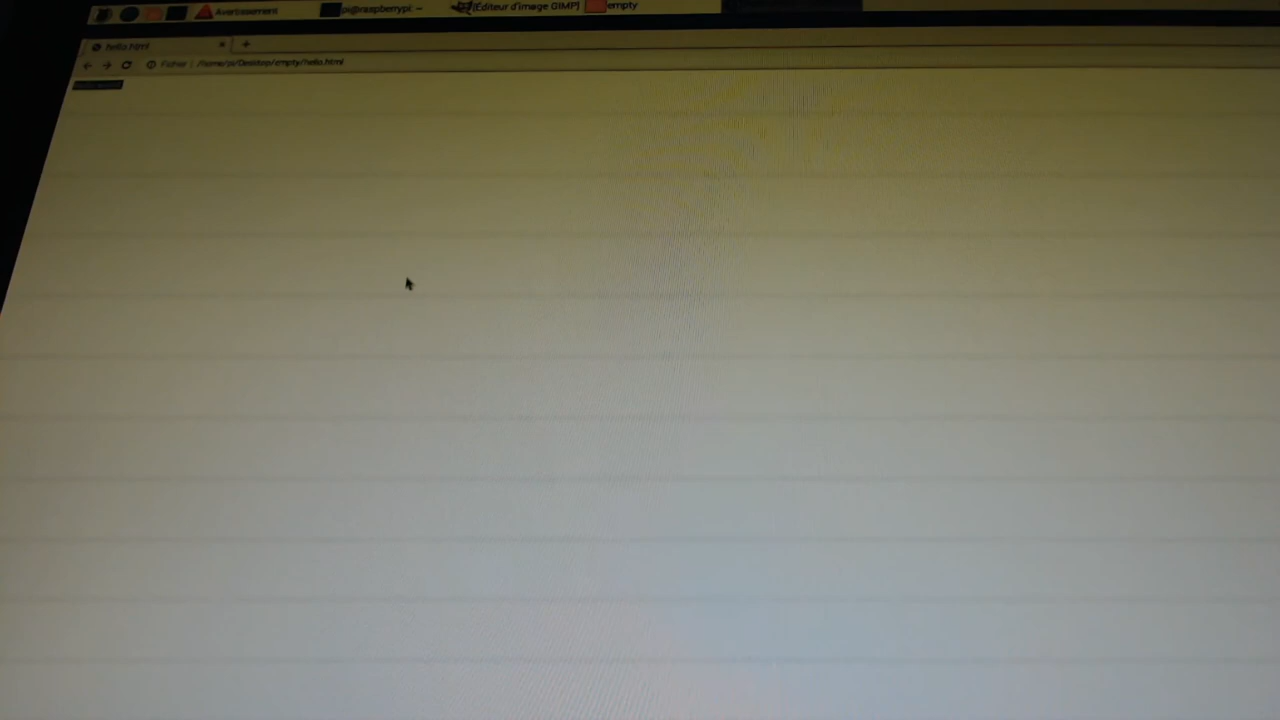 Avertissement pi@raspberrypi: ~ [Éditeur d'image GIMP] empty
hello.html
Fichier | /home/pi/Desktop/empty/hello.html